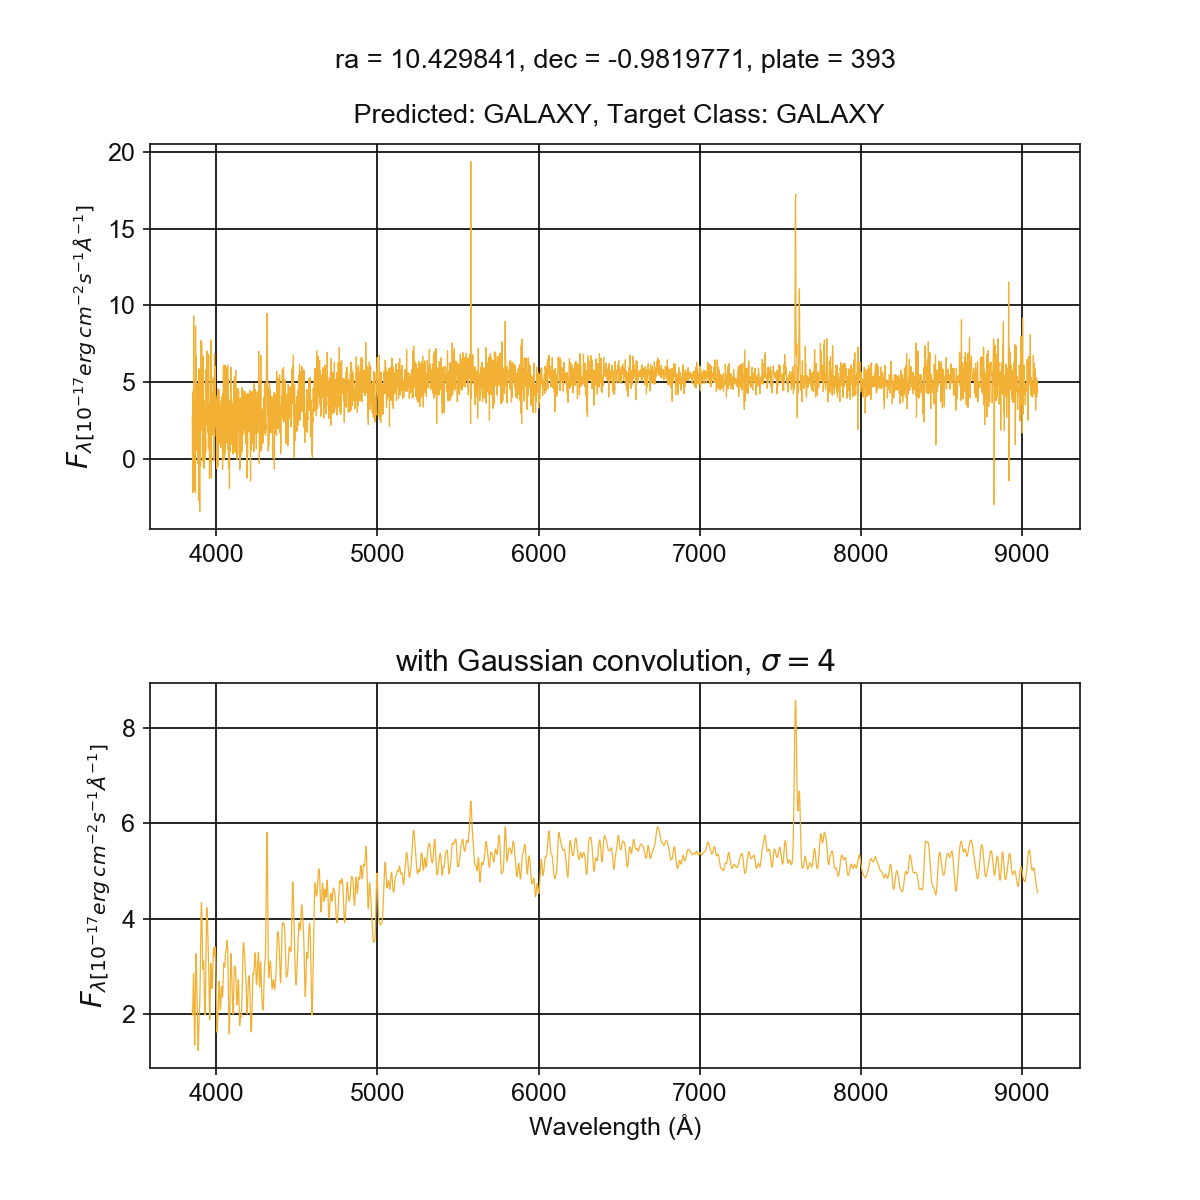 ra = 10.429841, dec = -0.9819771, plate = 393
Predicted: GALAXY, Target Class: GALAXY
20
15
10
5
0
F_λ[10⁻¹⁷ erg cm⁻² s⁻¹ Å⁻¹]
4000 5000 6000 7000 8000 9000
with Gaussian convolution, σ = 4
8
6
4
2
F_λ[10⁻¹⁷ erg cm⁻² s⁻¹ Å⁻¹]
4000 5000 6000 7000 8000 9000
Wavelength (Å)